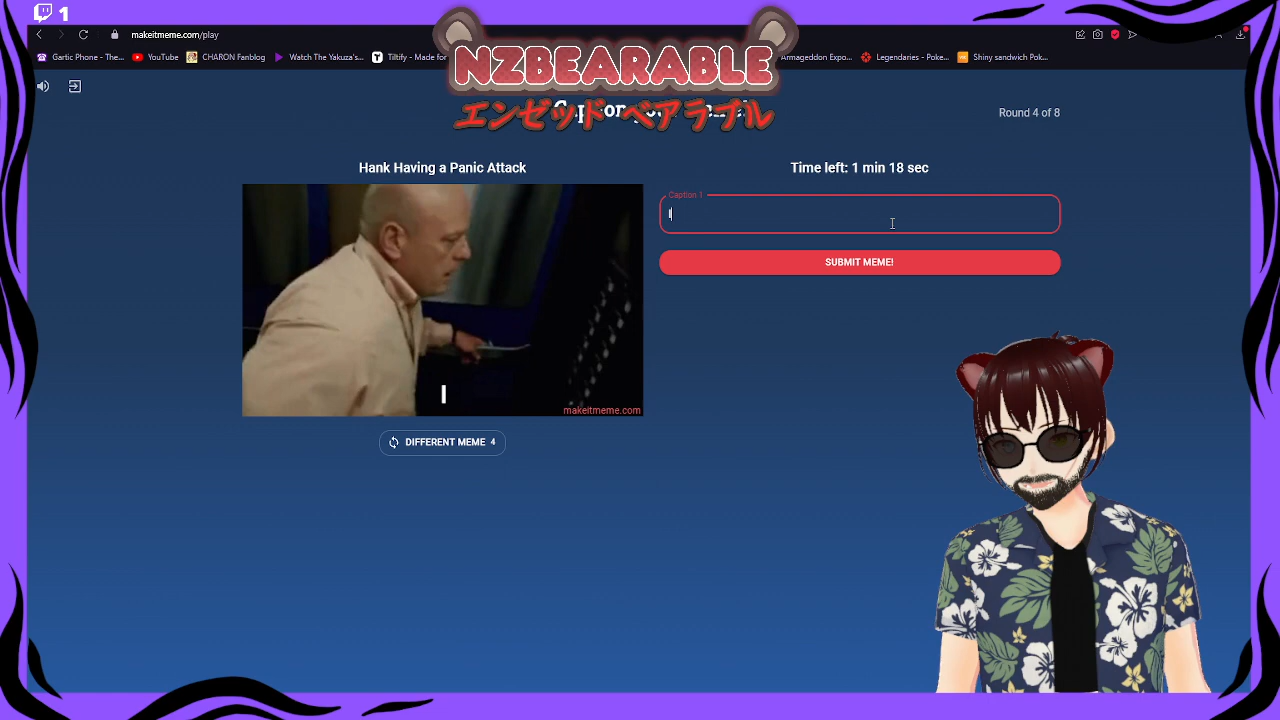 1
makeitmeme.com/play
Gartic Phone - The...
YouTube
CHARON Fanblog
Watch The Yakuza's...
Tiltify - Made for
Armageddon Expo...
Legendaries - Poke...
Shiny sandwich Pok...
NZBEARABLE
エンゼッド ベアラブル
Round 4 of 8
Hank Having a Panic Attack
Time left: 1 min 18 sec
Caption 1
I
SUBMIT MEME!
I
makeitmeme.com
DIFFERENT MEME 4